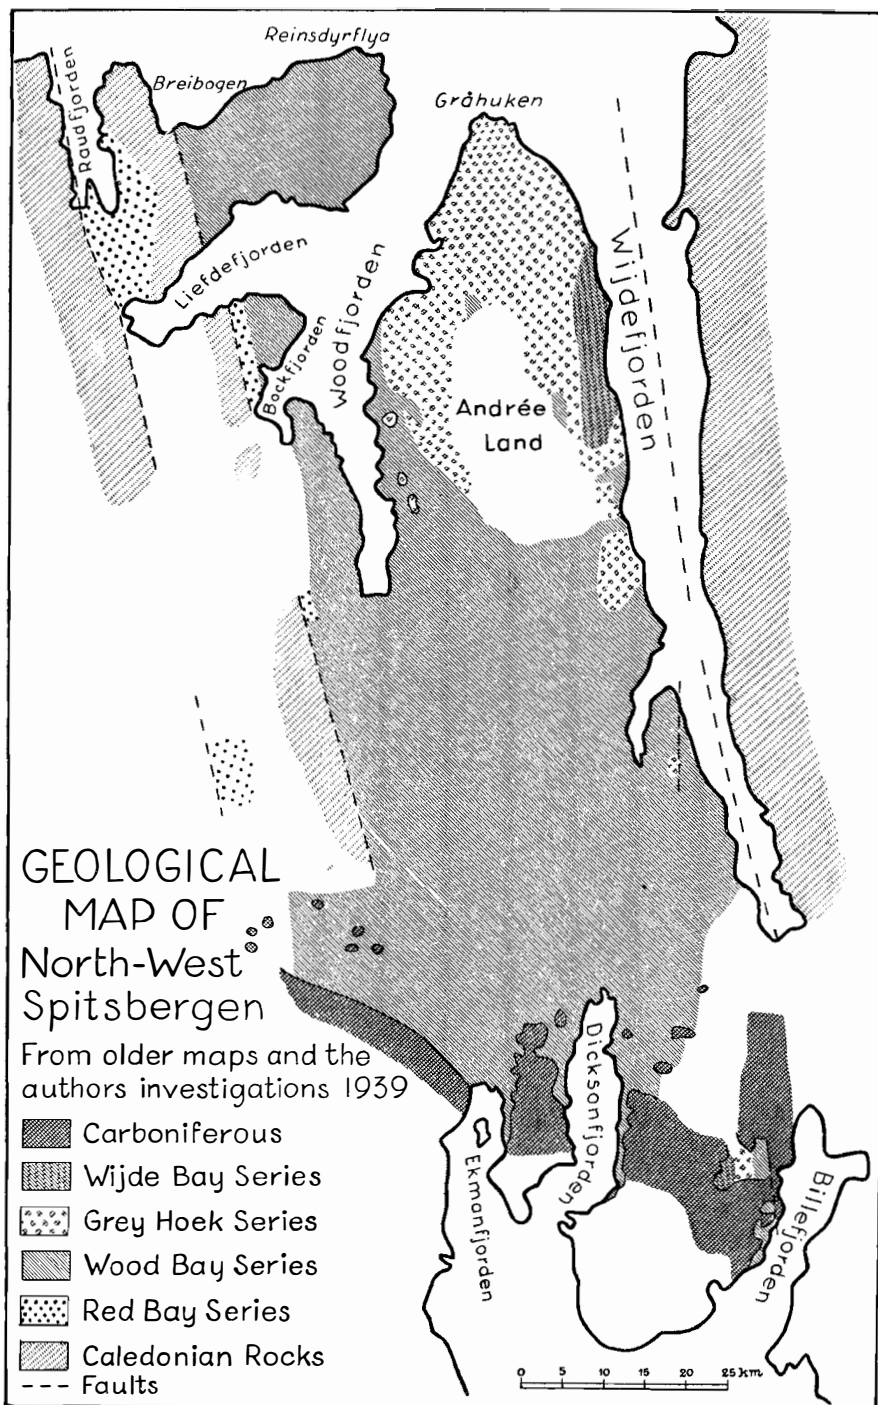 Reinsdyrflya
Raudfjorden
Breibogen
Gråhuken
Liefdefjorden
Woodfjorden
Wijdefjorden
Bockfjorden
Andrée
Land
GEOLOGICAL
MAP OF
North-West
Spitsbergen
From older maps and the
authors investigations 1939
Carboniferous
Wijde Bay Series
Grey Hoek Series
Wood Bay Series
Red Bay Series
Caledonian Rocks
Faults
Dicksonfjorden
Ekmanfjorden
Billefjorden
0 5 10 15 20 25 km